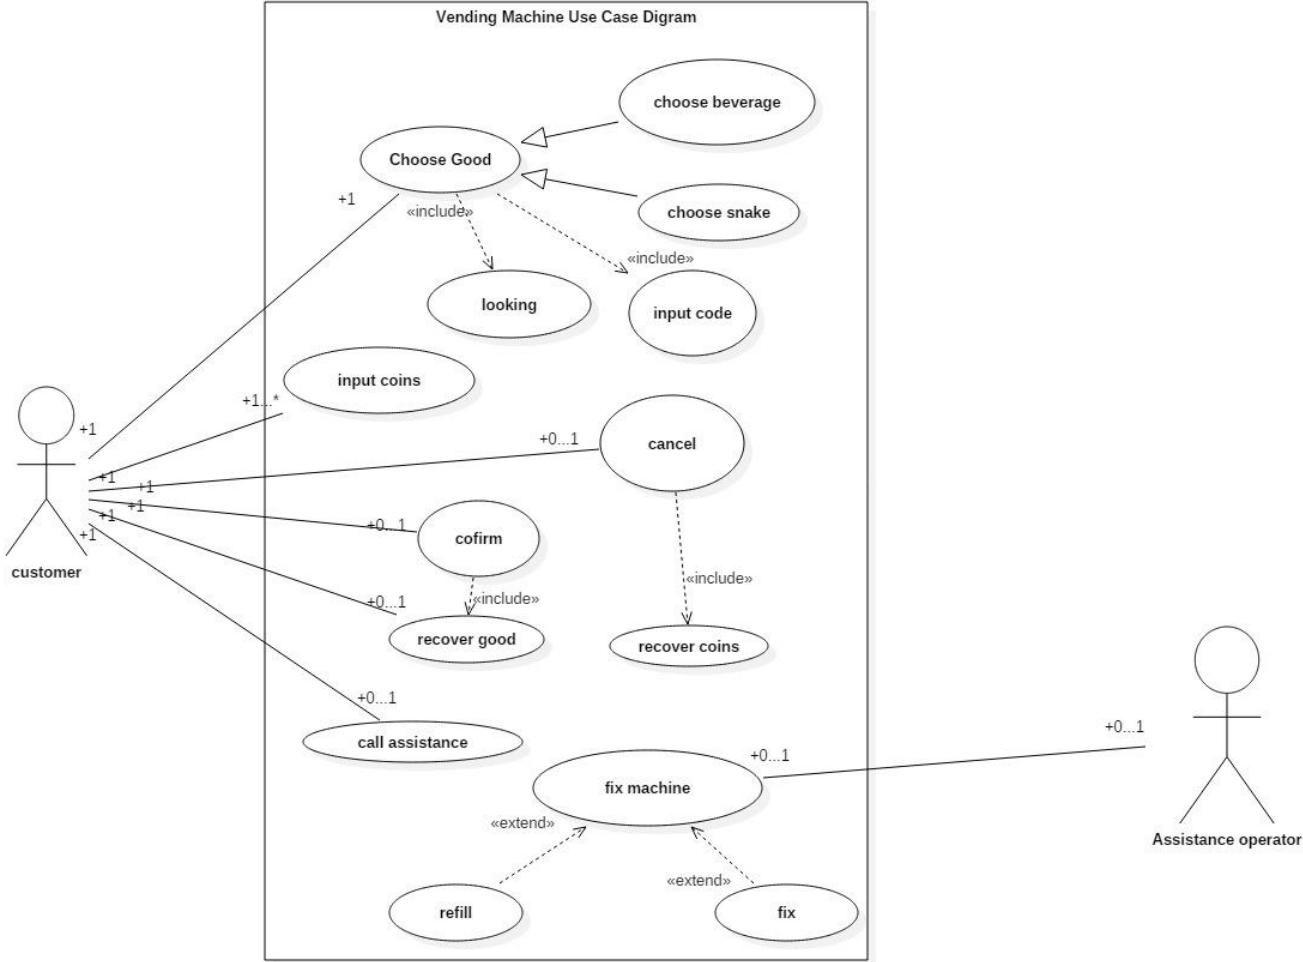 Vending Machine Use Case Digram
choose beverage
Choose Good
choose snake
+1
«include»
«include»
looking
input code
input coins
+1...*
+1
+0...1
cancel
+1
+1
+1
+0...1
cofirm
+1
+1
customer
«include»
«include»
+0...1
recover good
recover coins
+0...1
call assistance
+0...1
+0...1
fix machine
«extend»
Assistance operator
«extend»
refill
fix